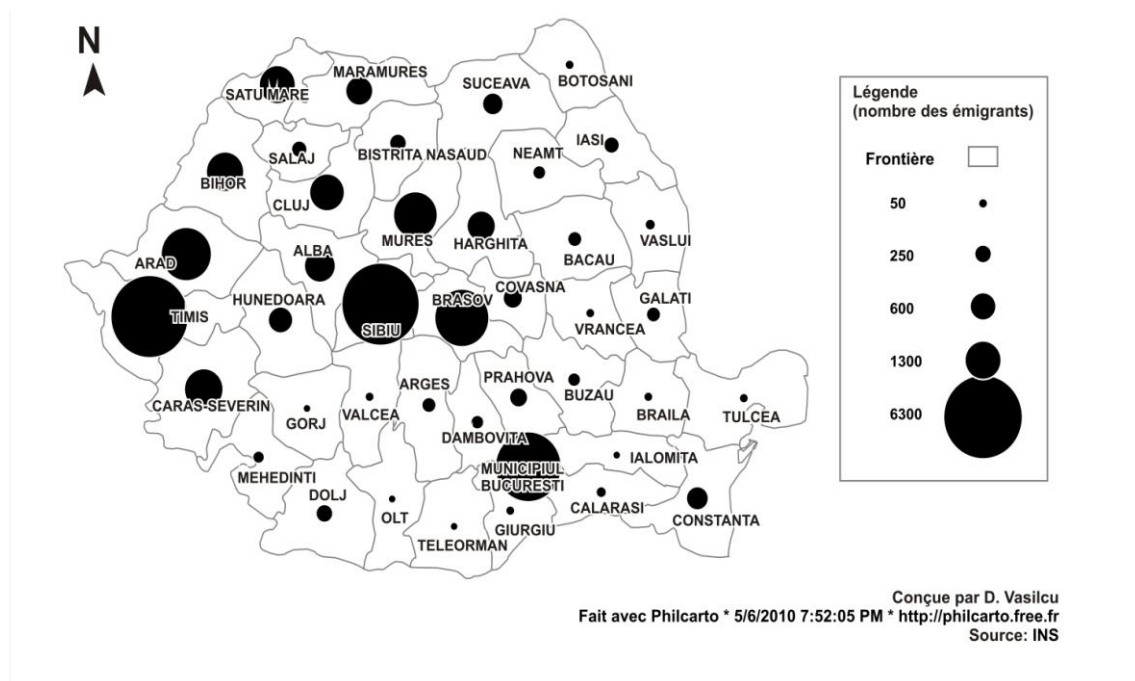 N
MARAMURES
SATU MARE
SUCEAVA
BOTOSANI
SALAJ
BISTRITA NASAUD
NEAMT
IASI
BIHOR
CLUJ
MURES
HARGHITA
BACAU
VASLUI
ARAD
ALBA
TIMIS
HUNEDOARA
SIBIU
BRASOV
COVASNA
VRANCEA
GALATI
CARAS-SEVERIN
GORJ
VALCEA
ARGES
PRAHOVA
DAMBOVITA
BUZAU
BRAILA
TULCEA
MEHEDINTI
DOLJ
OLT
TELEORMAN
MUNICIPIUL
BUCURESTI
GIURGIU
IALOMITA
CALARASI
CONSTANTA
Légende
(nombre des émigrants)
Frontière
50
250
600
1300
6300
Conçue par D. Vasilcu
Fait avec Philcarto * 5/6/2010 7:52:05 PM * http://philcarto.free.fr
Source: INS